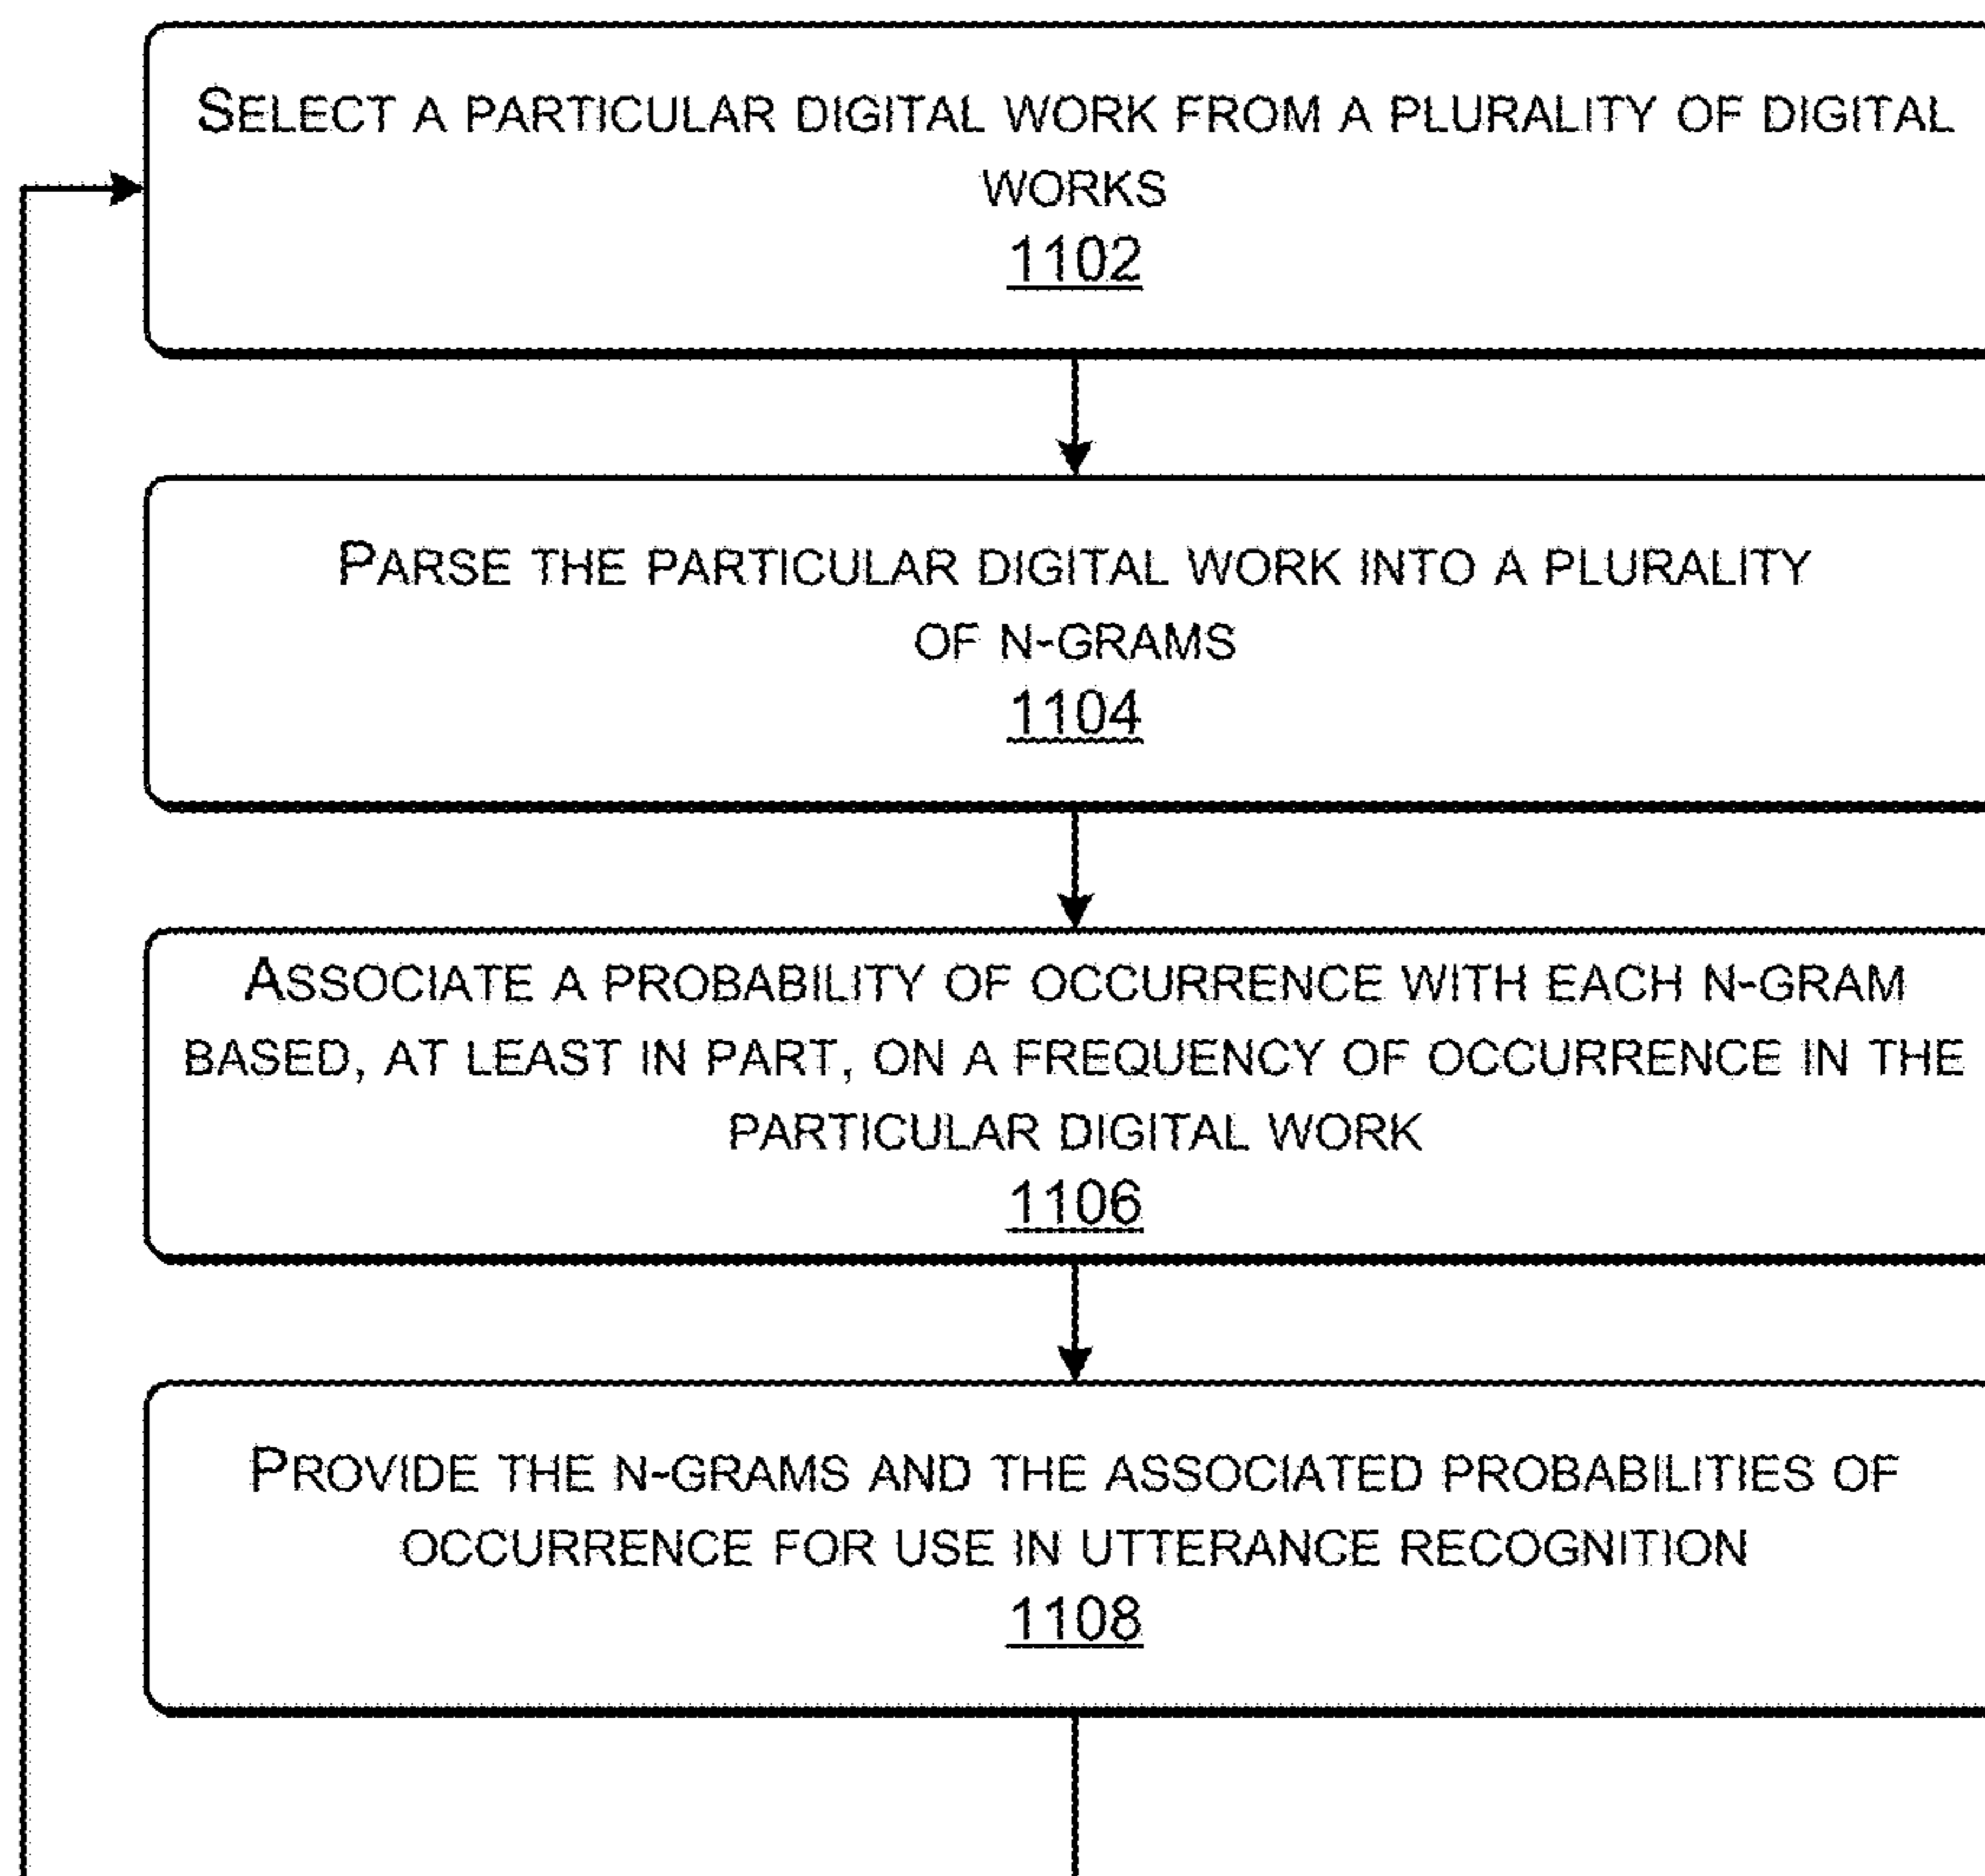 SELECT A PARTICULAR DIGITAL WORK FROM A PLURALITY OF DIGITAL
WORKS
1102
PARSE THE PARTICULAR DIGITAL WORK INTO A PLURALITY
OF N-GRAMS
1104
ASSOCIATE A PROBABILITY OF OCCURRENCE WITH EACH N-GRAM
BASED, AT LEAST IN PART, ON A FREQUENCY OF OCCURRENCE IN THE
PARTICULAR DIGITAL WORK
1106
PROVIDE THE N-GRAMS AND THE ASSOCIATED PROBABILITIES OF
OCCURRENCE FOR USE IN UTTERANCE RECOGNITION
1108